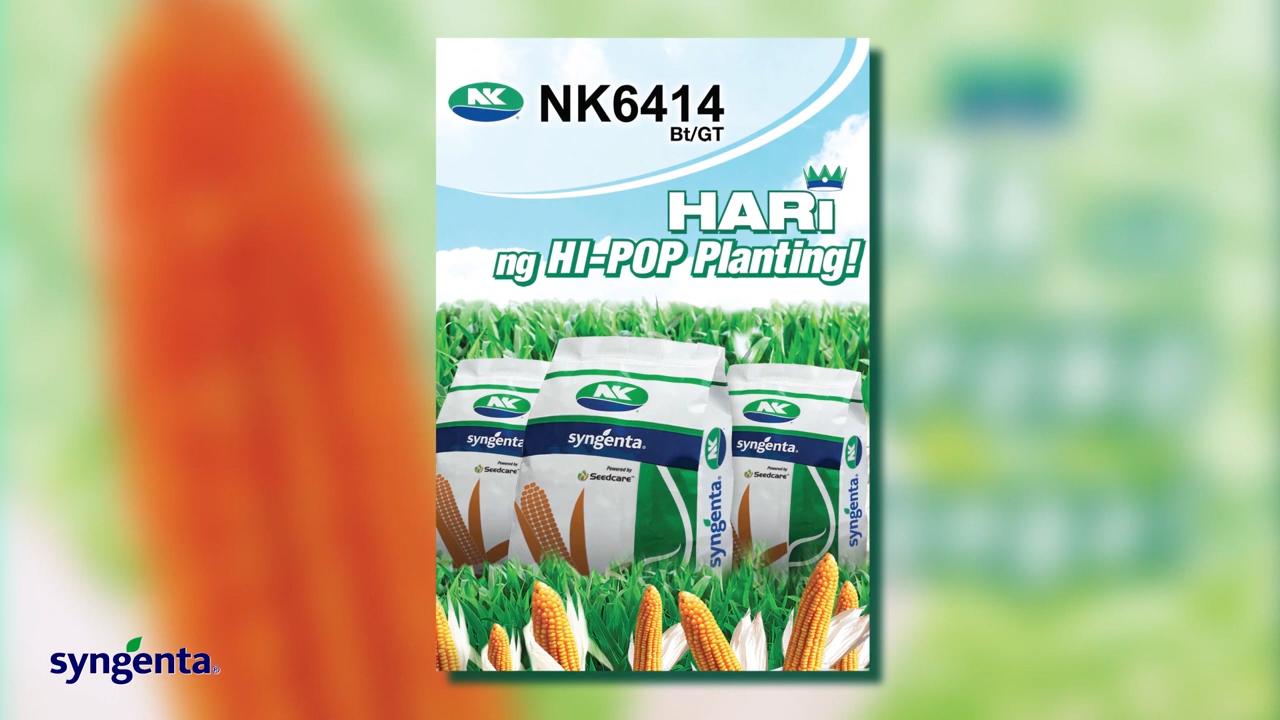 NK
NK6414
Bt/GT
HARi
ng HI-POP Planting!
NK
syngenta
Powered by
Seedcare
NK
syngenta
Powered by
Seedcare
NK
syngenta
NK
syngenta
Powered by
Seedcare
NK
syngenta
syngenta